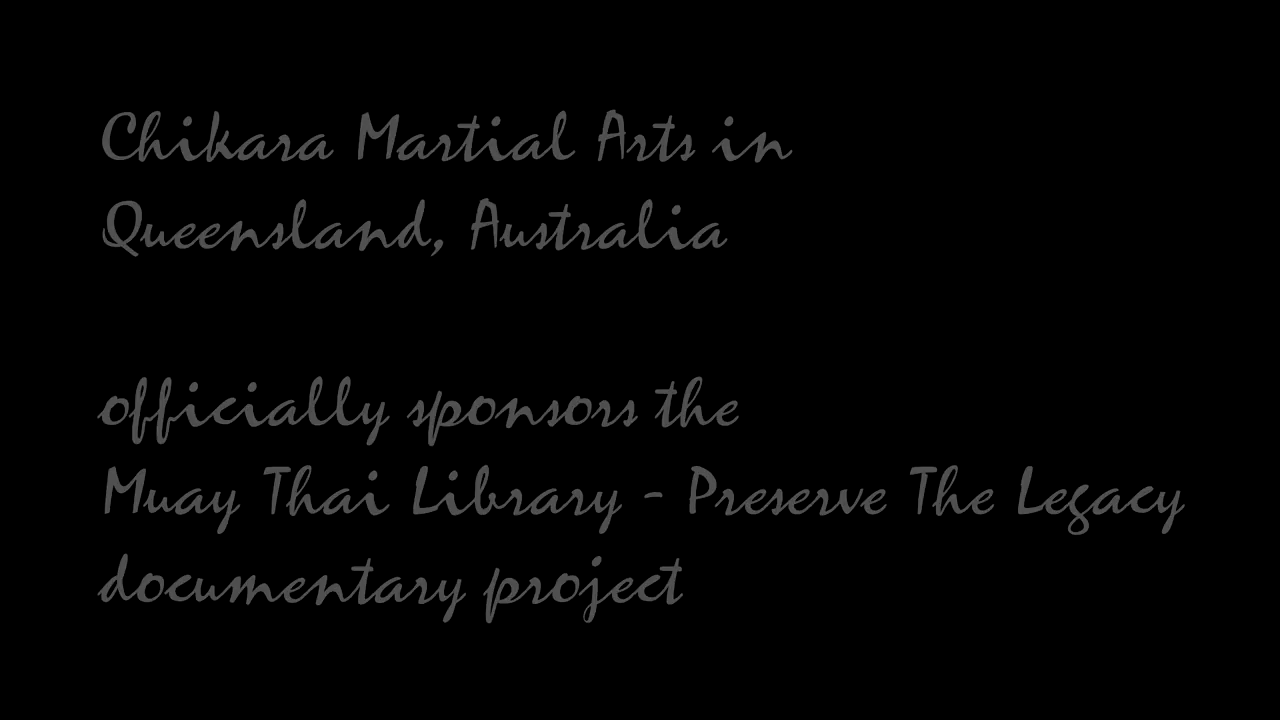 Chikara Martial Arts in
Queensland, Australia
officially sponsors the
Muay Thai Library - Preserve The Legacy
documentary project